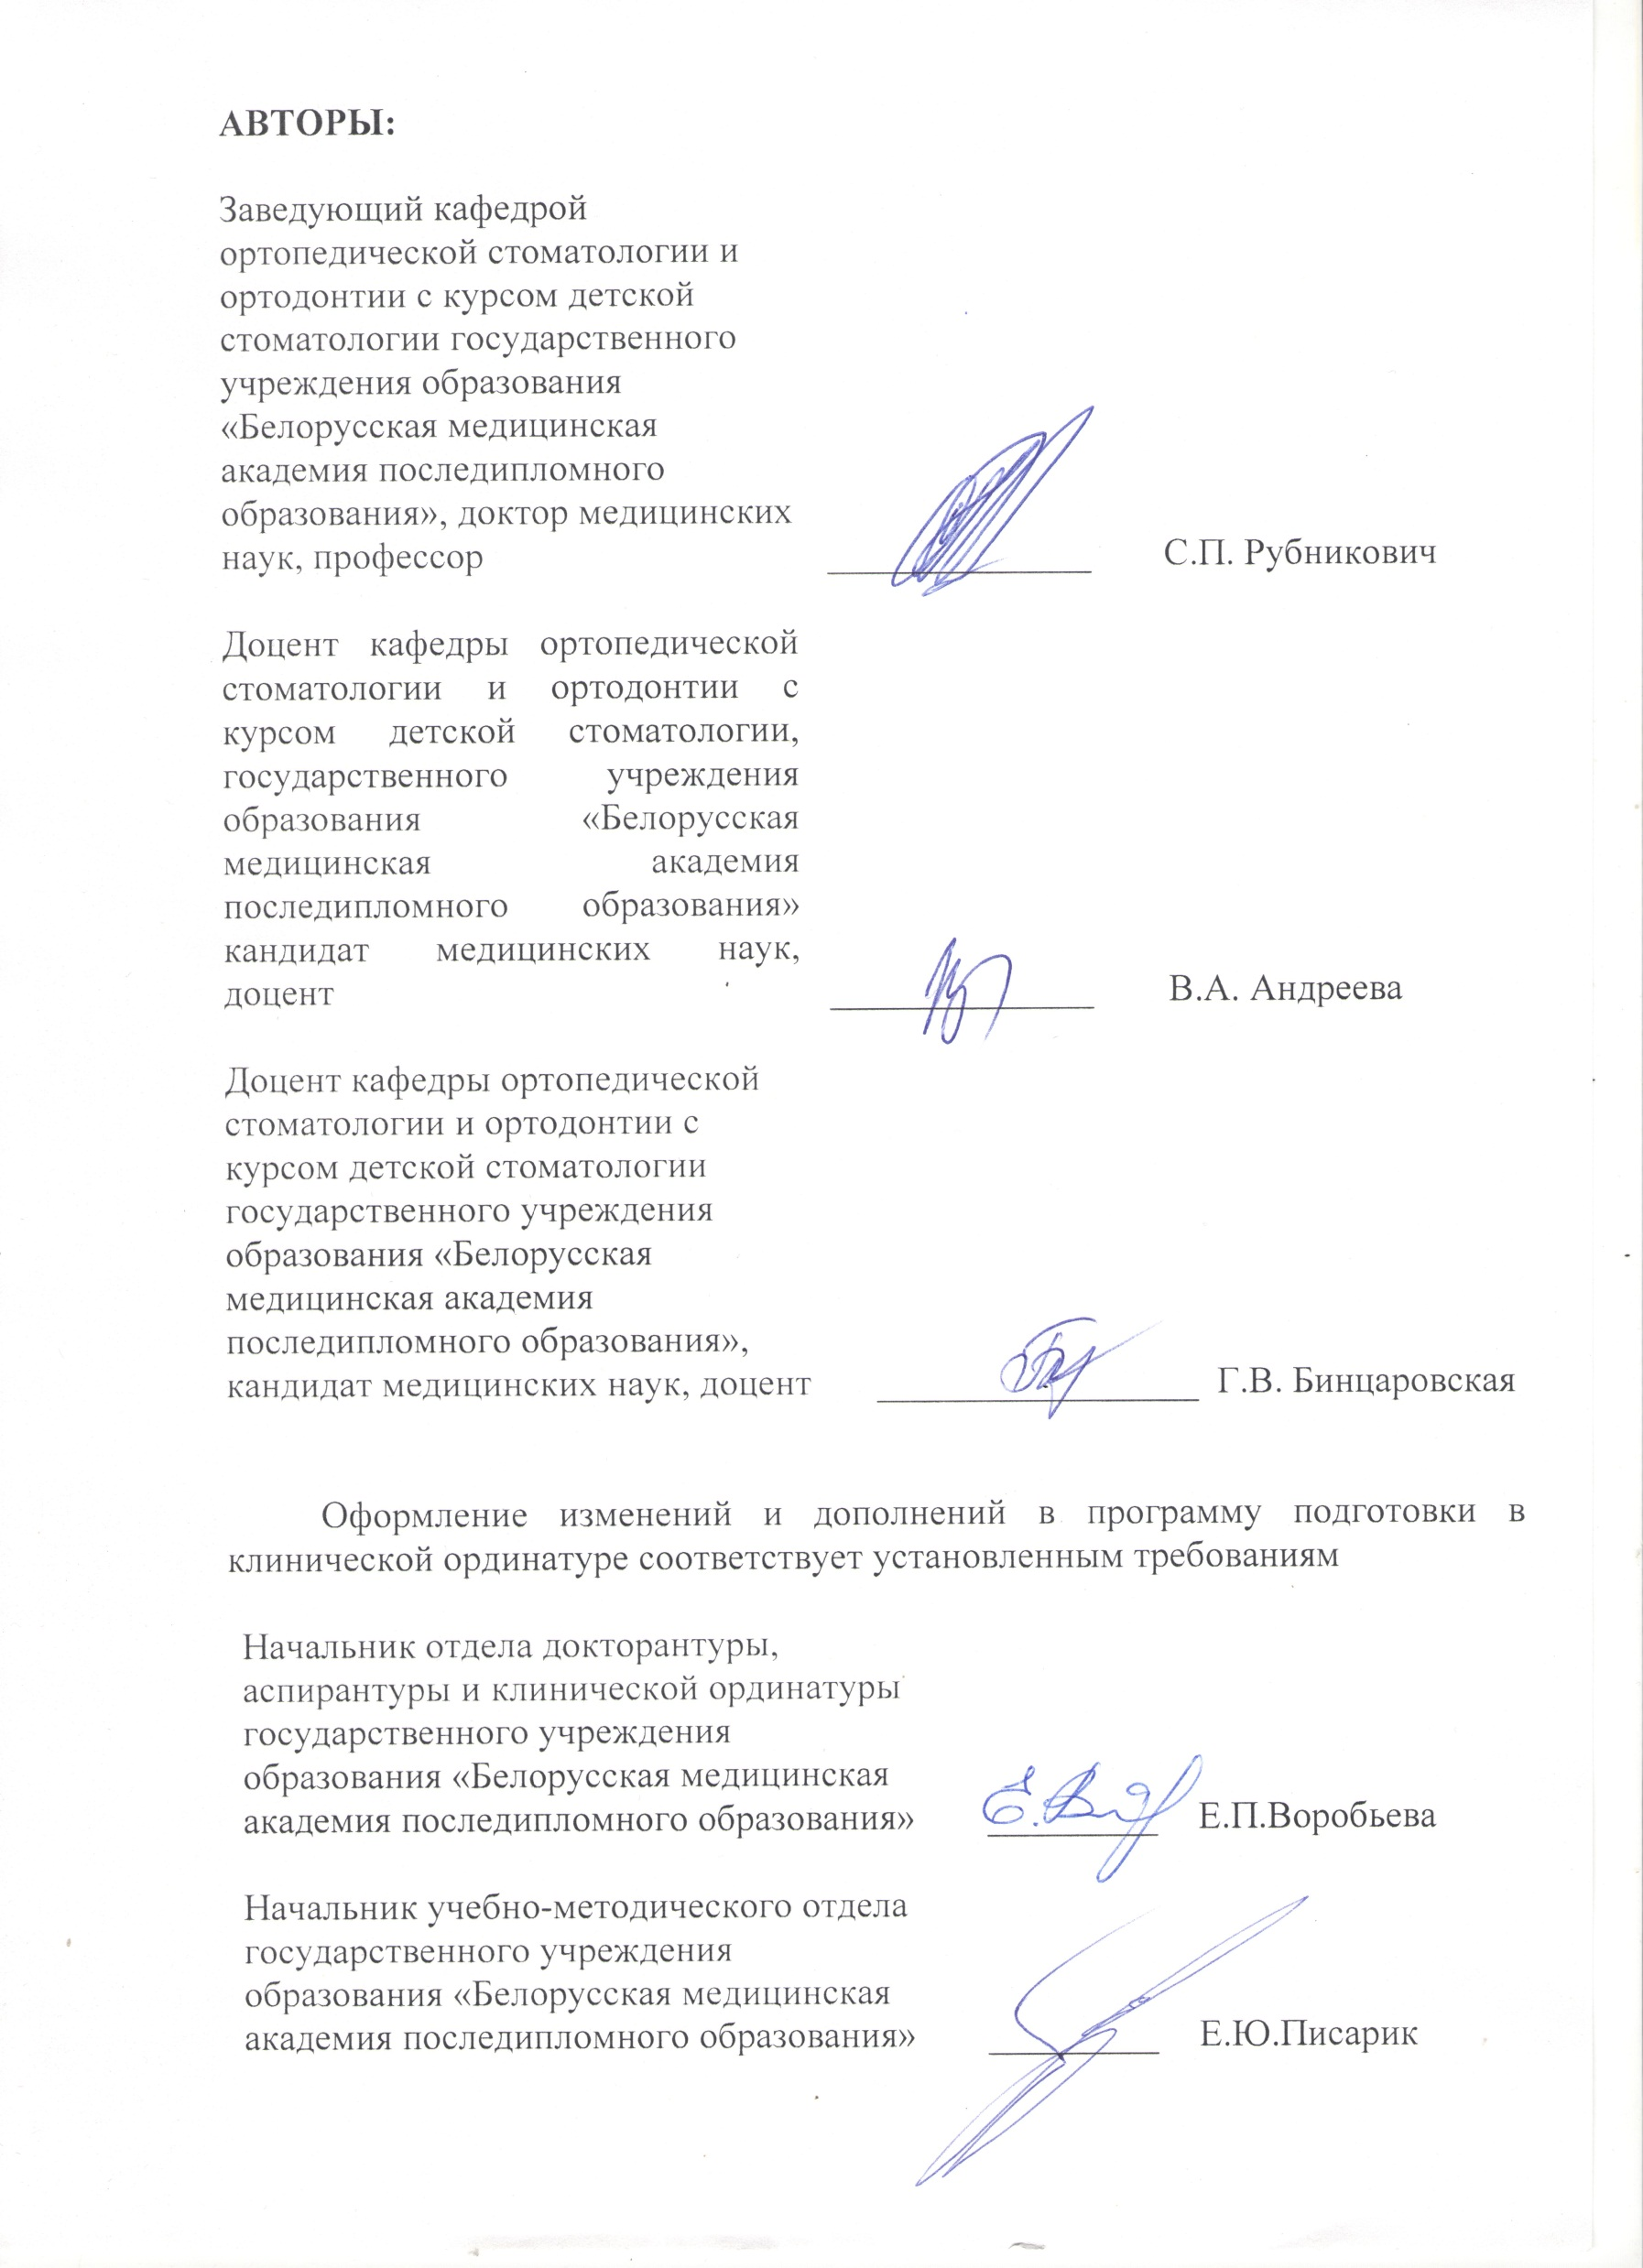 АВТОРЫ:
Заведующий кафедрой
ортопедической стоматологии и
ортодонтии с курсом детской
стоматологии государственного
учреждения образования
«Белорусская медицинская
академия последипломного
образования», доктор медицинских
наук, профессор С.П. Рубникович
Доцент кафедры ортопедической
стоматологии и ортодонтии с
курсом детской стоматологии,
государственного учреждения
образования «Белорусская
медицинская академия
последипломного образования»
кандидат медицинских наук,
доцент В.А. Андреева
Доцент кафедры ортопедической
стоматологии и ортодонтии с
курсом детской стоматологии
государственного учреждения
образования «Белорусская
медицинская академия
последипломного образования»,
кандидат медицинских наук, доцент Г.В. Бинцаровская
Оформление изменений и дополнений в программу подготовки в
клинической ординатуре соответствует установленным требованиям
Начальник отдела докторантуры,
аспирантуры и клинической ординатуры
государственного учреждения
образования «Белорусская медицинская
академия последипломного образования» Е.П.Воробьева
Начальник учебно-методического отдела
государственного учреждения
образования «Белорусская медицинская
академия последипломного образования» Е.Ю.Писарик